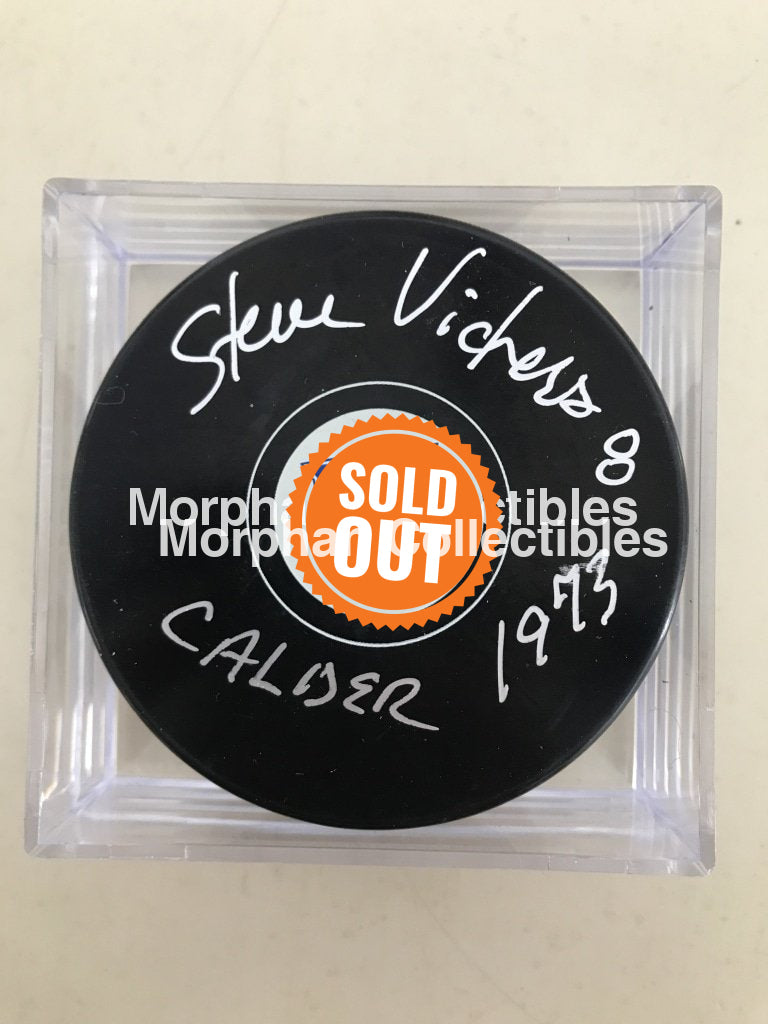 Steve Vickers 8
SOLD
OUT
Morphan Collectibles
Morphan Collectibles
CALDER 1973